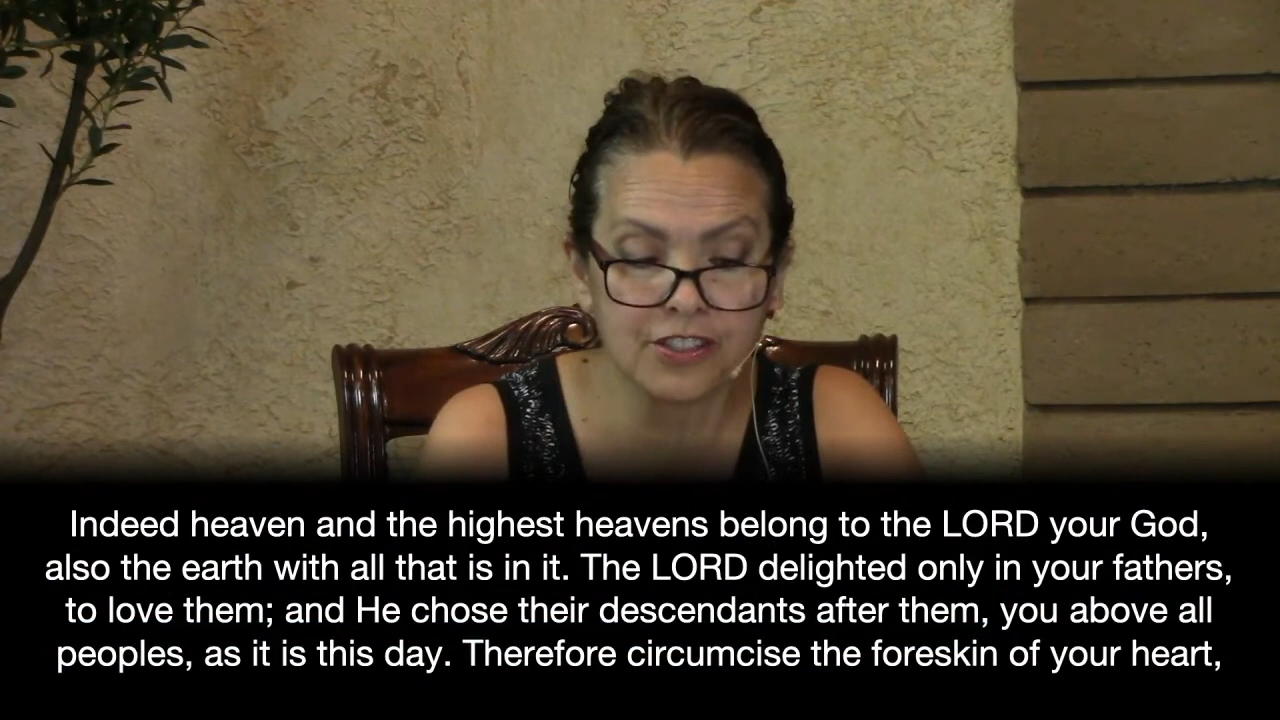 Indeed heaven and the highest heavens belong to the LORD your God,
also the earth with all that is in it. The LORD delighted only in your fathers,
to love them; and He chose their descendants after them, you above all
peoples, as it is this day. Therefore circumcise the foreskin of your heart,